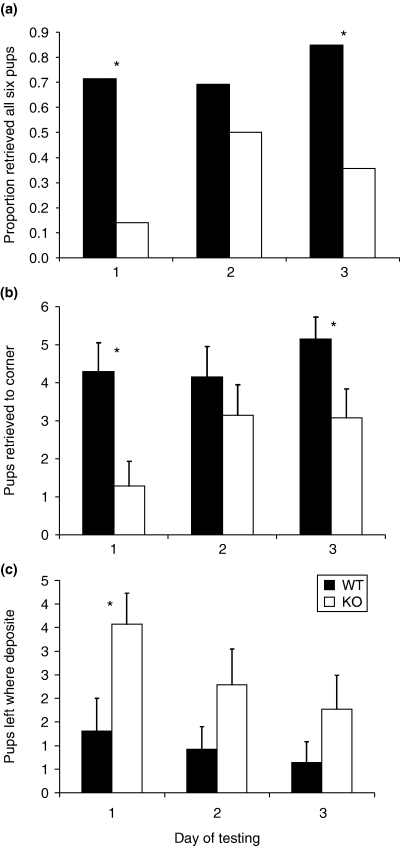 (a)
Proportion retrieved all six pups
0.9
0.8
0.7
0.6
0.5
0.4
0.3
0.2
0.1
0.0
*
*
1 2 3
(b)
Pups retrieved to corner
6
5
4
3
2
1
0
*
*
1 2 3
(c)
Pups left where deposite
5
4
4
3
3
2
2
1
1
0
*
WT
KO
1 2 3
Day of testing